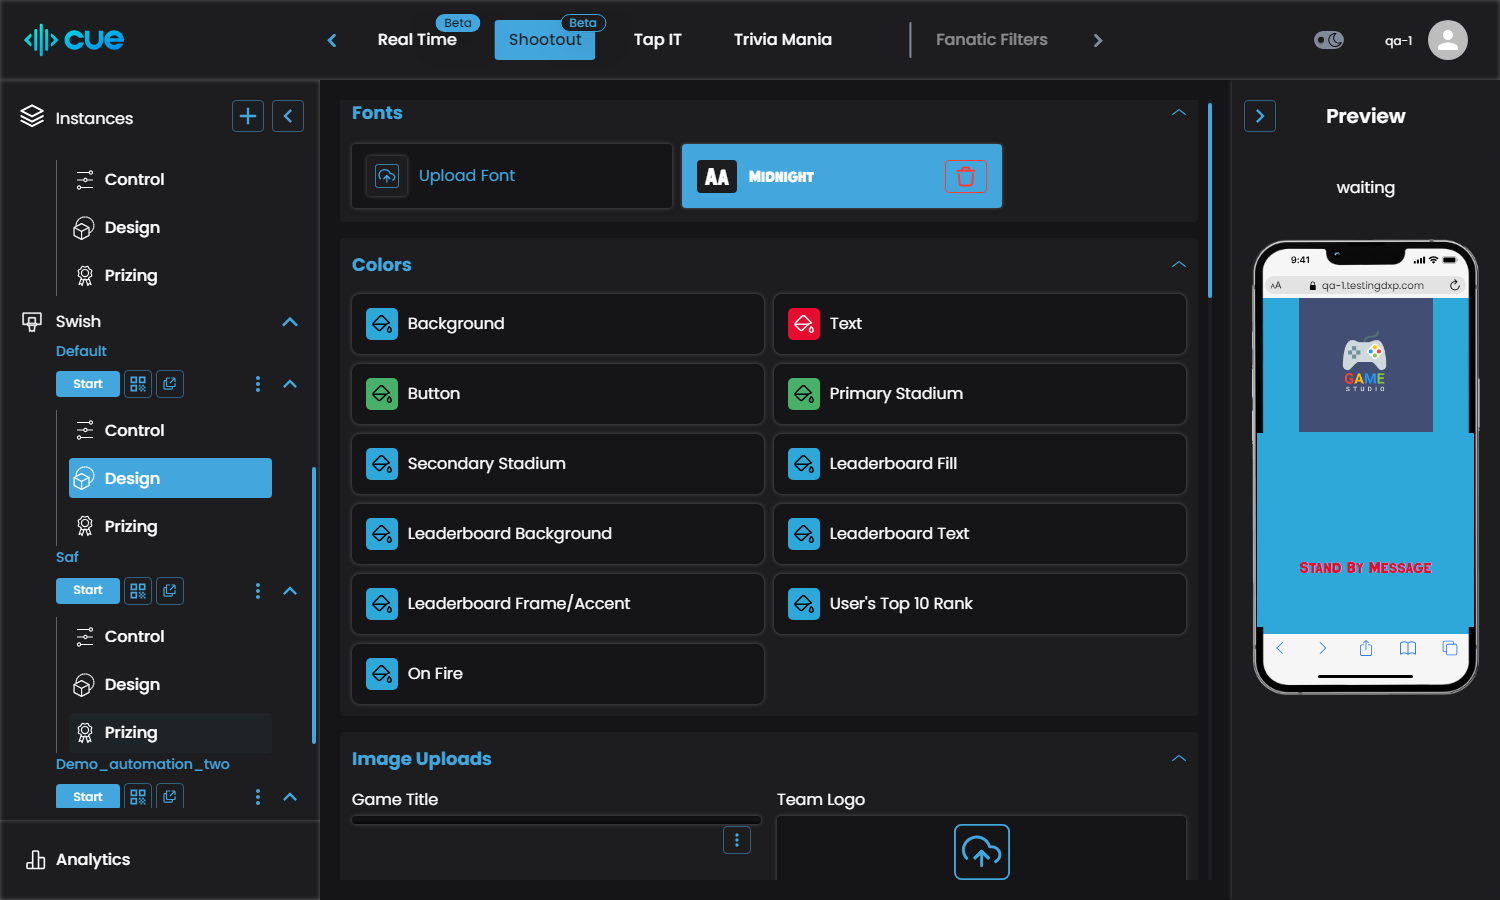 cue
Real Time
Beta
Shootout
Beta
Tap IT
Trivia Mania
Fanatic Filters
qa-1
Instances
Control
Design
Prizing
Swish
Default
Start
Control
Design
Prizing
Saf
Start
Control
Design
Prizing
Demo_automation_two
Start
Analytics
Fonts
Upload Font
AA
Midnight
Colors
Background
Text
Button
Primary Stadium
Secondary Stadium
Leaderboard Fill
Leaderboard Background
Leaderboard Text
Leaderboard Frame/Accent
User's Top 10 Rank
On Fire
Image Uploads
Game Title
Team Logo
Preview
waiting
9:41
AA
qa-1.testingdxp.com
GAME
STUDIO
Stand By Message